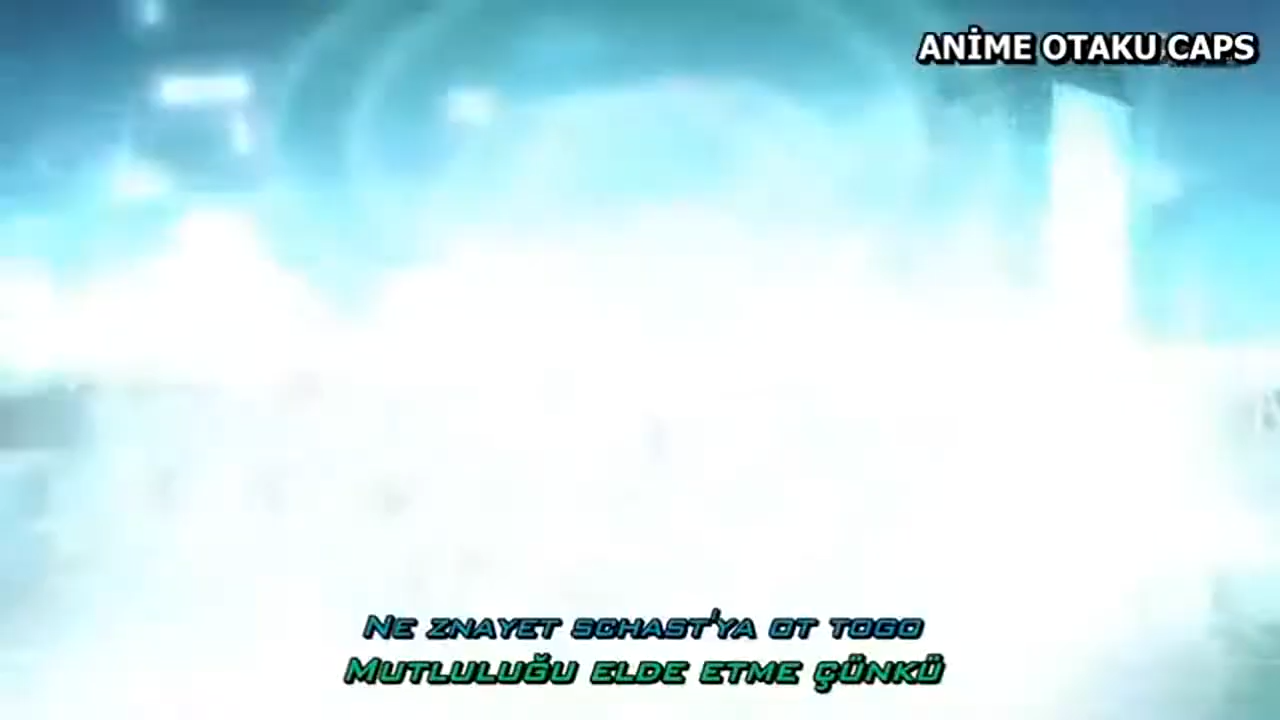 ANİME OTAKU CAPS
Ne znayet schast'ya ot togo
Mutluluğu elde etme çünkü